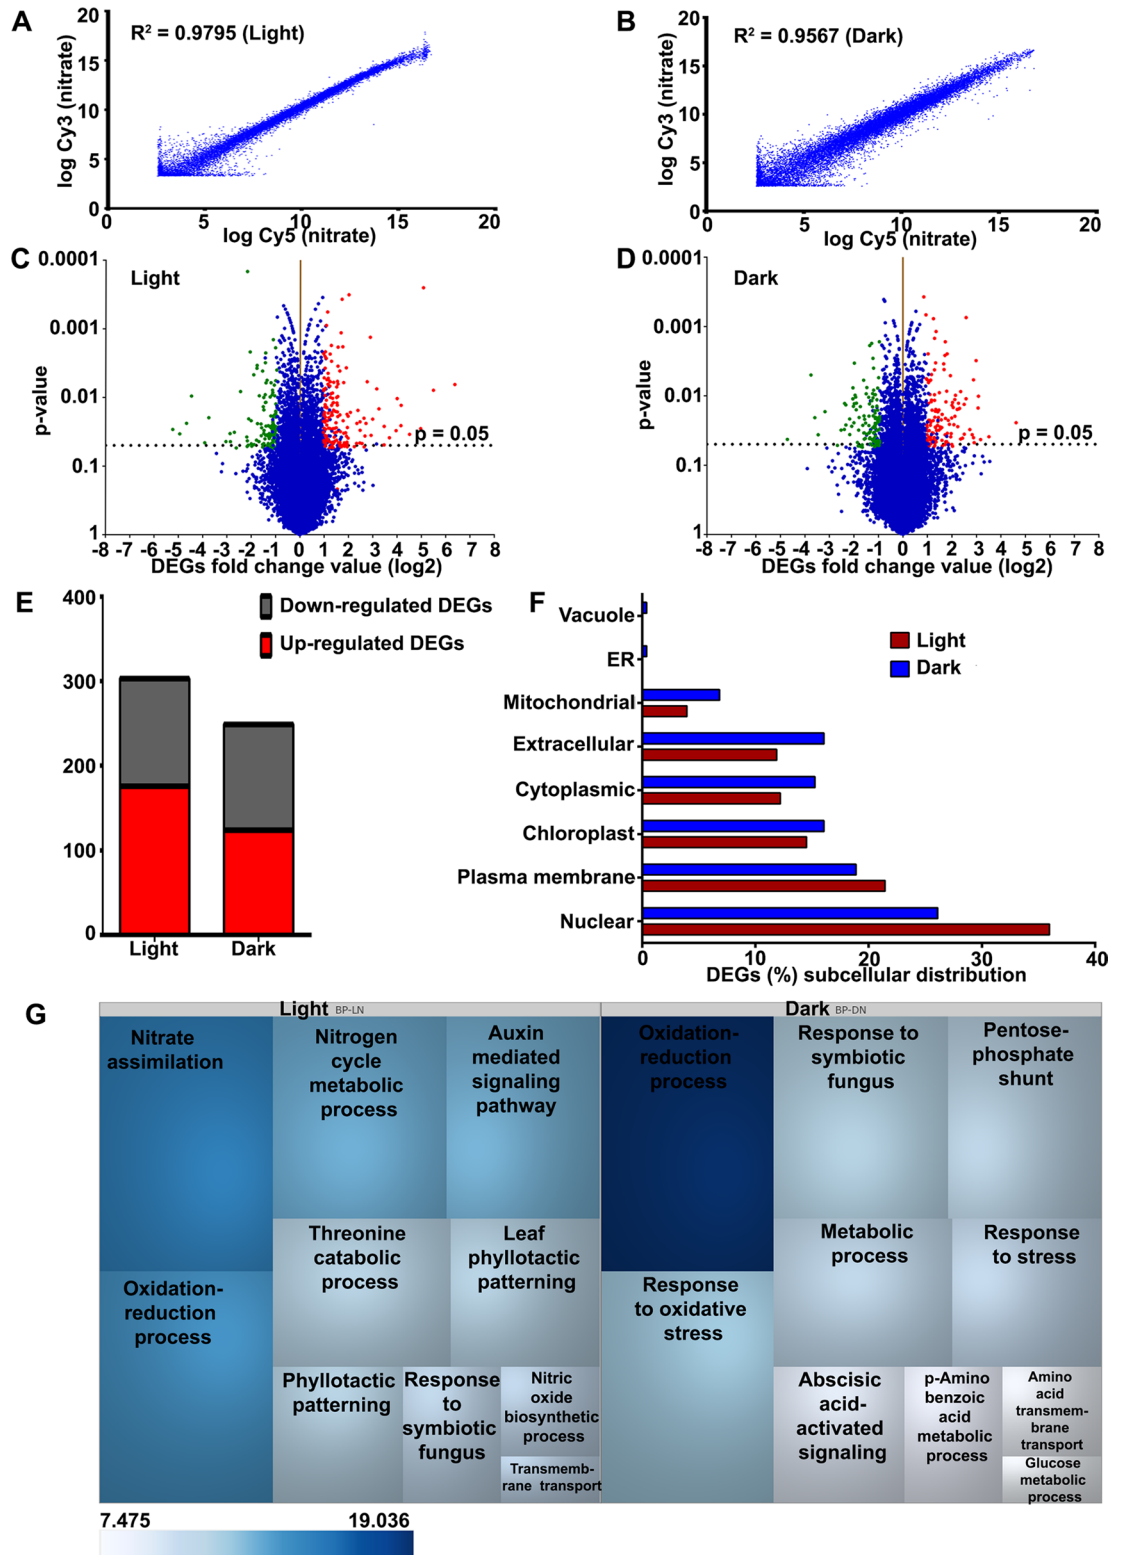 A
R² = 0.9795 (Light)
log Cy3 (nitrate)
20
15
10
5
0
0 5 10 15 20
log Cy5 (nitrate)
B
R² = 0.9567 (Dark)
log Cy3 (nitrate)
20
15
10
5
0
0 5 10 15 20
log Cy5 (nitrate)
C
Light
p-value
0.0001
0.001
0.01
0.1
1
p = 0.05
-8 -7 -6 -5 -4 -3 -2 -1 0 1 2 3 4 5 6 7 8
DEGs fold change value (log2)
D
Dark
p-value
0.0001
0.001
0.01
0.1
1
p = 0.05
-8 -7 -6 -5 -4 -3 -2 -1 0 1 2 3 4 5 6 7 8
DEGs fold change value (log2)
E
400
300
200
100
0
Down-regulated DEGs
Up-regulated DEGs
Light Dark
F
Vacuole
ER
Mitochondrial
Extracellular
Cytoplasmic
Chloroplast
Plasma membrane
Nuclear
Light
Dark
0 10 20 30 40
DEGs (%) subcellular distribution
G
Light BP-LN
Nitrate
assimilation
Nitrogen
cycle
metabolic
process
Auxin
mediated
signaling
pathway
Oxidation-
reduction
process
Threonine
catabolic
process
Leaf
phyllotactic
patterning
Phyllotactic
patterning
Response
to
symbiotic
fungus
Nitric
oxide
biosynthetic
process
Transmemb-
rane transport
Dark BP-DN
Oxidation-
reduction
process
Response to
symbiotic
fungus
Pentose-
phosphate
shunt
Response
to oxidative
stress
Metabolic
process
Response
to stress
Abscisic
acid-
activated
signaling
p-Amino
benzoic
acid
metabolic
process
Amino
acid
transmem-
brane
transport
Glucose
metabolic
process
7.475 19.036